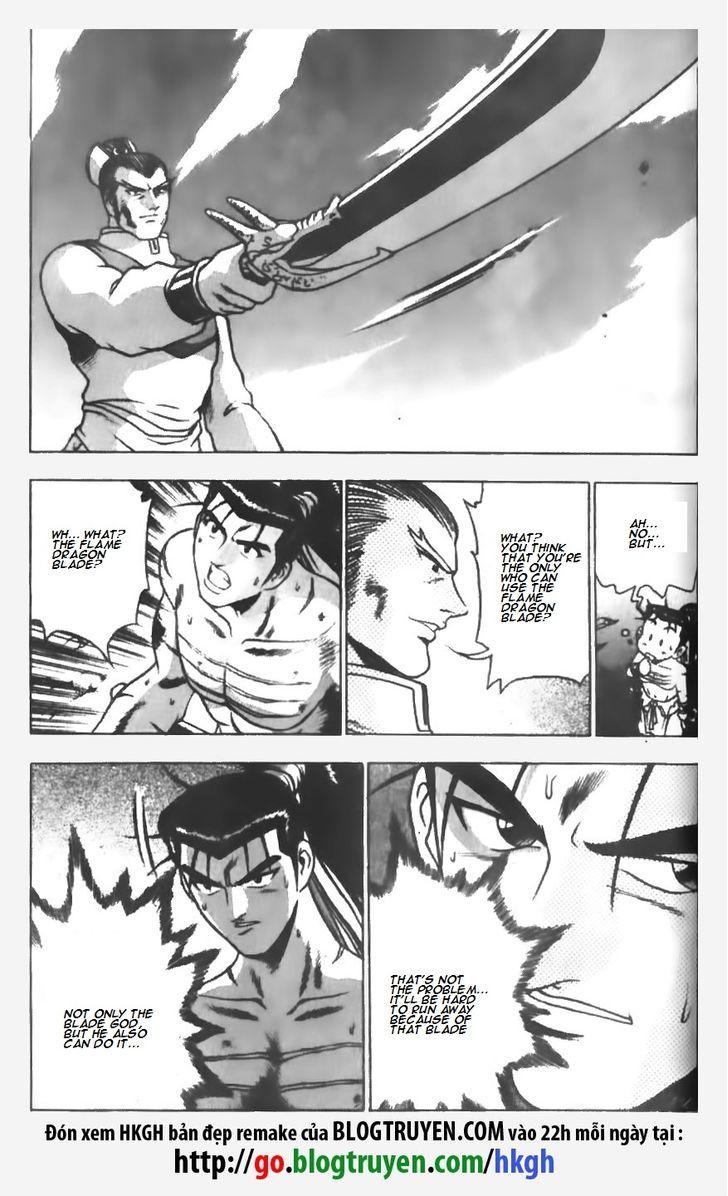 WH... WHAT?
THE FLAME
DRAGON
BLADE?
WHAT?
YOU THINK
THAT YOU'RE
THE ONLY
WHO CAN
USE THE
FLAME
DRAGON
BLADE?
AH...
NO...
BUT...
NOT ONLY THE
BLADE GOD,
BUT HE ALSO
CAN DO IT...
THAT'S NOT
THE PROBLEM...
IT'LL BE HARD
TO RUN AWAY
BECAUSE OF
THAT BLADE
Đón xem HKGH bản đẹp remake của BLOGTRUYEN.COM vào 22h mỗi ngày tại :
http://go.blogtruyen.com/hkgh